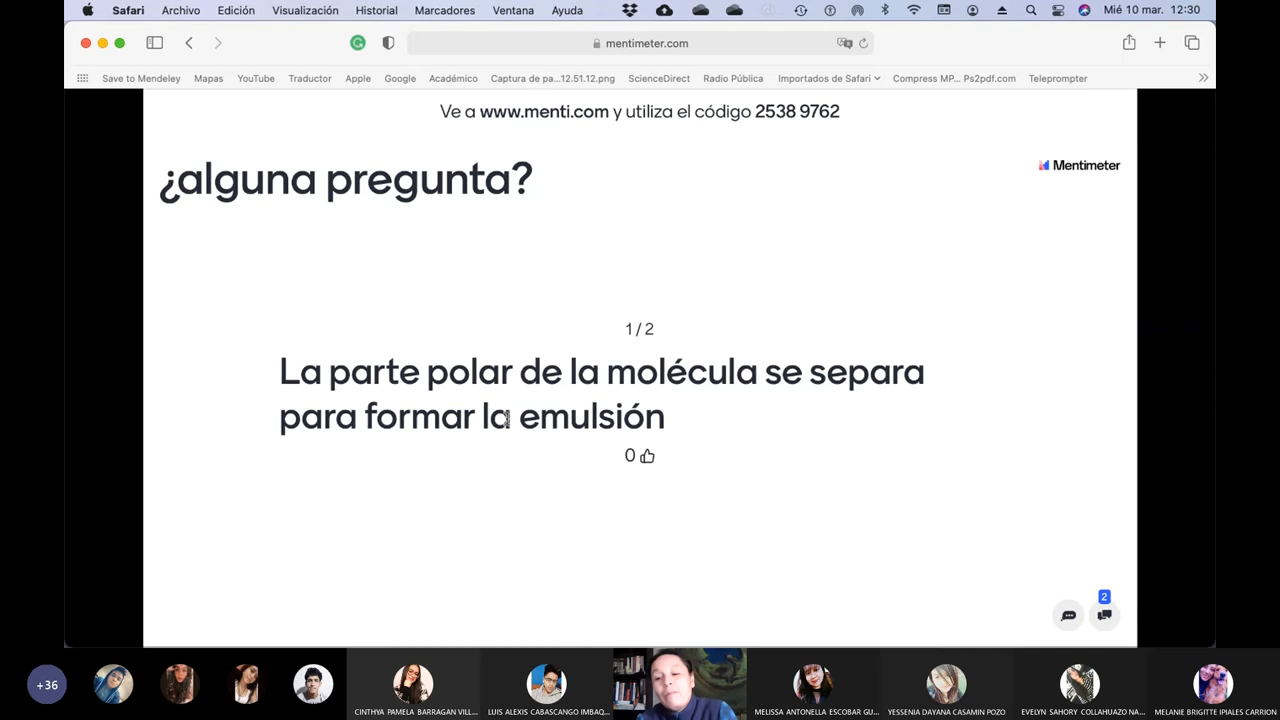 Safari Archivo Edición Visualización Historial Marcadores Ventana Ayuda Mié 10 mar. 12:30
mentimeter.com
Save to Mendeley Mapas YouTube Traductor Apple Google Académico Captura de pa...12.51.12.png ScienceDirect Radio Pública Importados de Safari Compress MP... Ps2pdf.com Teleprompter
Ve a www.menti.com y utiliza el código 2538 9762
¿alguna pregunta?
Mentimeter
1 / 2
La parte polar de la molécula se separa
para formar la emulsión
0
2
+36
CINTHYA PAMELA BARRAGAN VILL... LUIS ALEXIS CABASCANGO IMBAQ... MELISSA ANTONELLA ESCOBAR GU... YESSENIA DAYANA CASAMIN POZO EVELYN SAHORY COLLAHUAZO NA... MELANIE BRIGITTE IPIALES CARRION